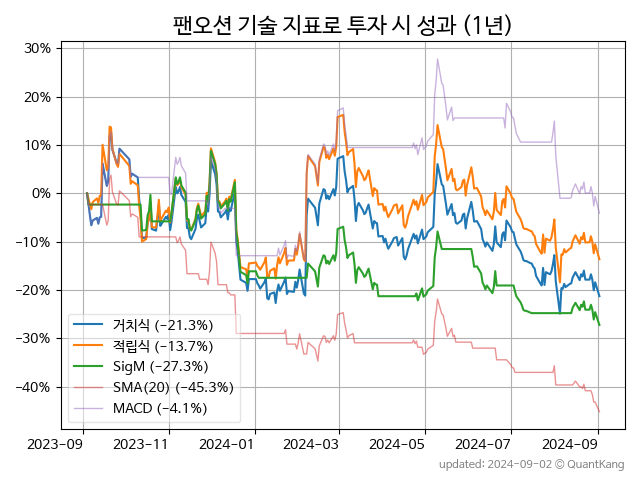 팬오션 기술 지표로 투자 시 성과 (1년)
30%
20%
10%
0%
−10%
−20%
−30%
−40%
거치식 (−21.3%)
적립식 (−13.7%)
SigM (−27.3%)
SMA(20) (−45.3%)
MACD (−4.1%)
2023-09 2023-11 2024-01 2024-03 2024-05 2024-07 2024-09
updated: 2024-09-02 © QuantKang